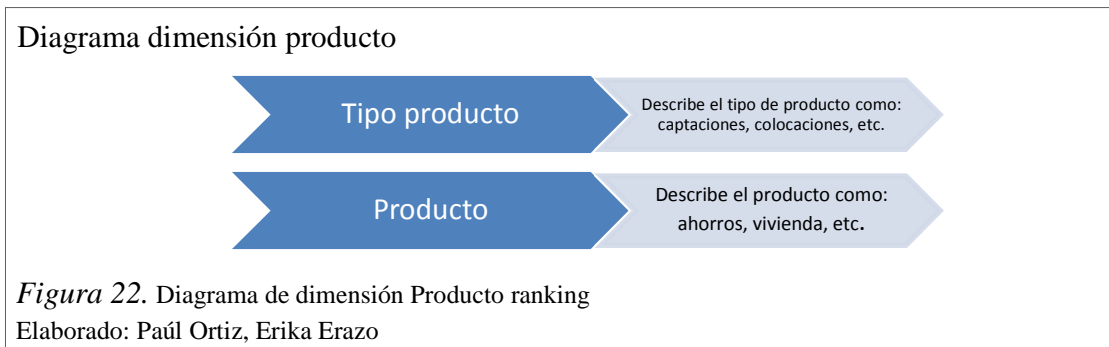 Diagrama dimensión producto
Tipo producto
Describe el tipo de producto como:
captaciones, colocaciones, etc.
Producto
Describe el producto como:
ahorros, vivienda, etc.
Figura 22. Diagrama de dimensión Producto ranking
Elaborado: Paúl Ortiz, Erika Erazo